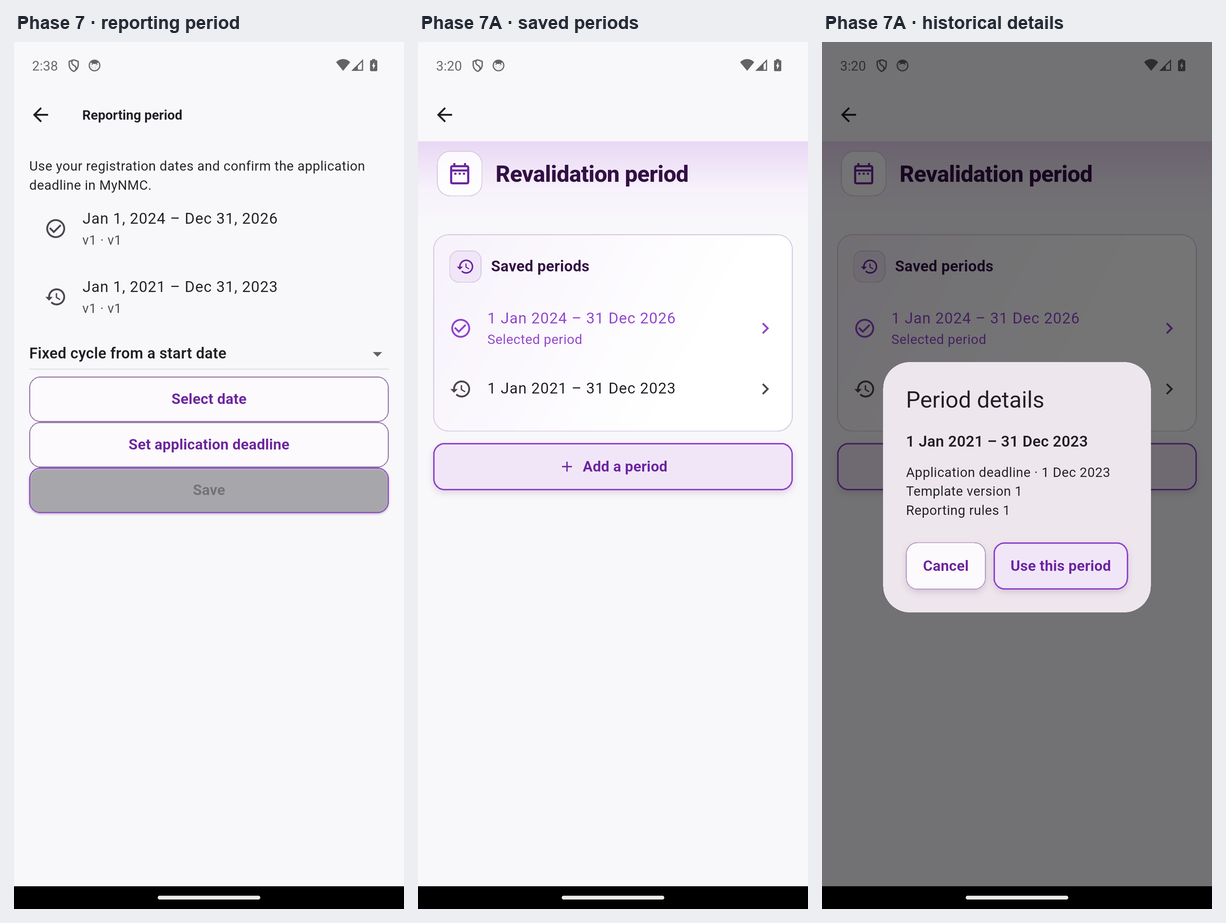 Phase 7 · reporting period
2:38
Reporting period
Use your registration dates and confirm the application
deadline in MyNMC.
Jan 1, 2024 – Dec 31, 2026
v1 · v1
Jan 1, 2021 – Dec 31, 2023
v1 · v1
Fixed cycle from a start date
Select date
Set application deadline
Save
Phase 7A · saved periods
3:20
Revalidation period
Saved periods
1 Jan 2024 – 31 Dec 2026
Selected period
1 Jan 2021 – 31 Dec 2023
+ Add a period
Phase 7A · historical details
3:20
Revalidation period
Saved periods
1 Jan 2024 – 31 Dec 2026
Selected period
Period details
1 Jan 2021 – 31 Dec 2023
Application deadline · 1 Dec 2023
Template version 1
Reporting rules 1
Cancel
Use this period